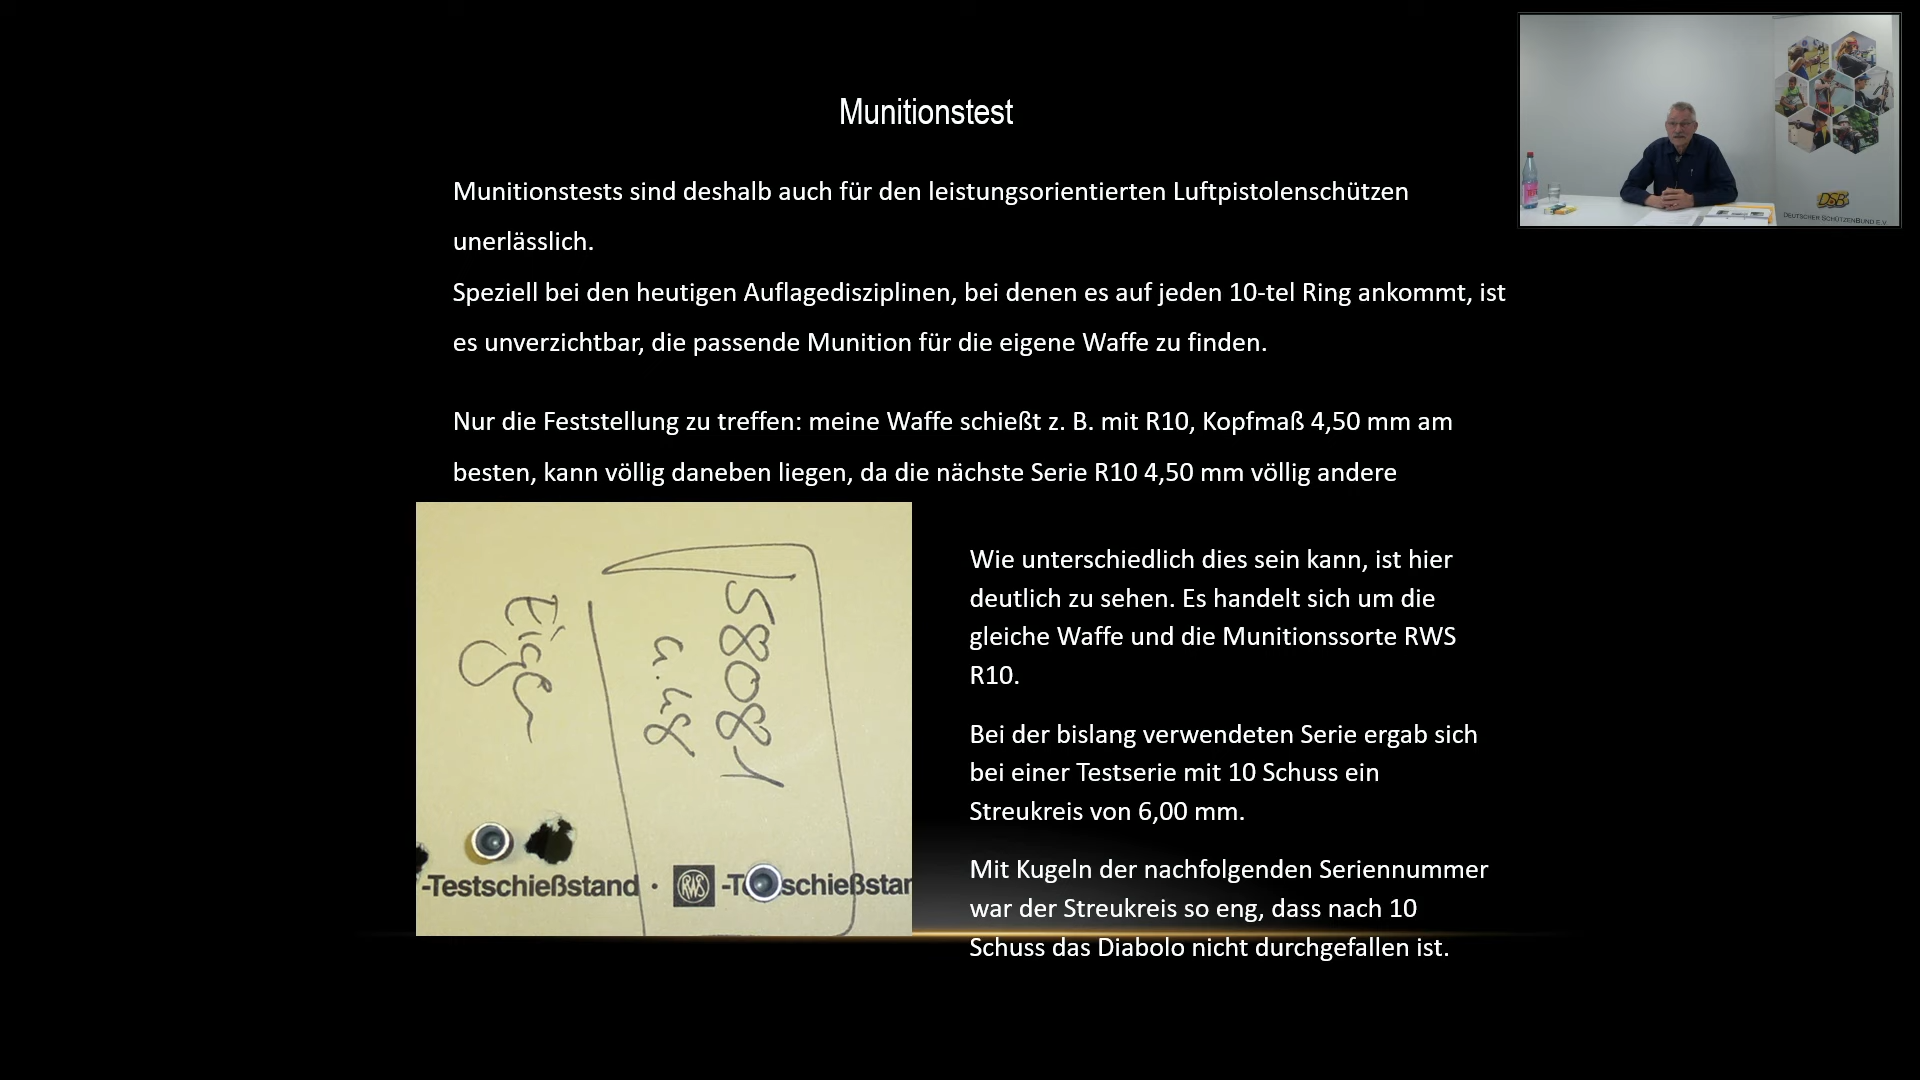 Munitionstest
Munitionstests sind deshalb auch für den leistungsorientierten Luftpistolenschützen
unerlässlich.
Speziell bei den heutigen Auflagedisziplinen, bei denen es auf jeden 10-tel Ring ankommt, ist
es unverzichtbar, die passende Munition für die eigene Waffe zu finden.
Nur die Feststellung zu treffen: meine Waffe schießt z. B. mit R10, Kopfmaß 4,50 mm am
besten, kann völlig daneben liegen, da die nächste Serie R10 4,50 mm völlig andere
Wie unterschiedlich dies sein kann, ist hier
deutlich zu sehen. Es handelt sich um die
gleiche Waffe und die Munitionssorte RWS
R10.
Bei der bislang verwendeten Serie ergab sich
bei einer Testserie mit 10 Schuss ein
Streukreis von 6,00 mm.
Mit Kugeln der nachfolgenden Seriennummer
war der Streukreis so eng, dass nach 10
Schuss das Diabolo nicht durchgefallen ist.
-Testschießstand · RWS -T schießstan
DSB
DEUTSCHER SCHÜTZENBUND E.V.